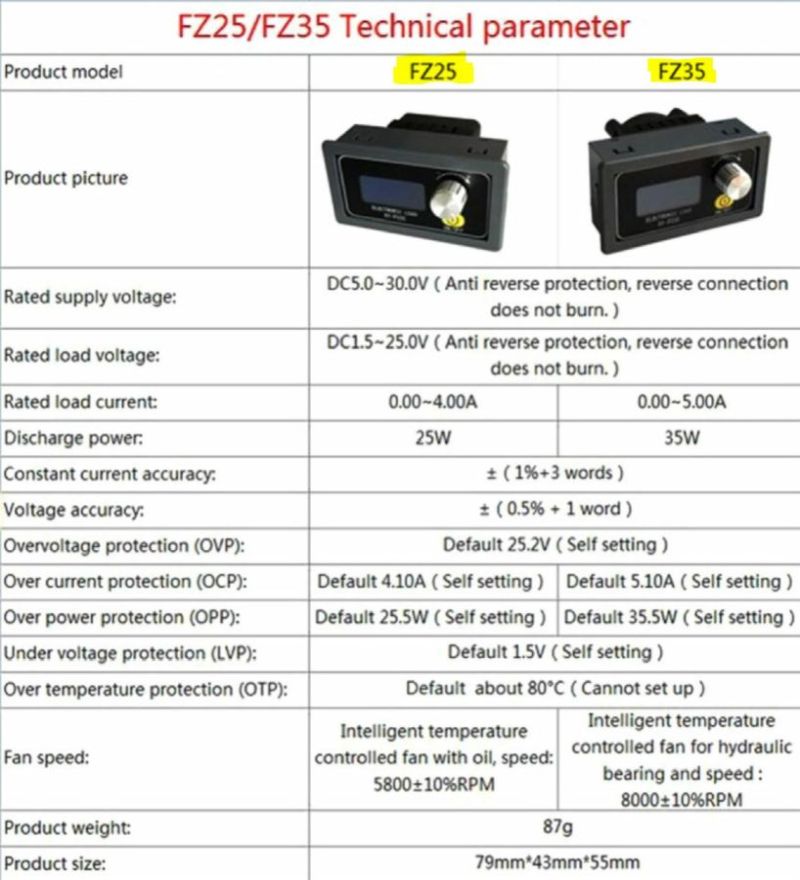 FZ25/FZ35 Technical parameter
Product model FZ25 FZ35
Product picture
Rated supply voltage: DC5.0~30.0V ( Anti reverse protection, reverse connection
does not burn. )
Rated load voltage: DC1.5~25.0V ( Anti reverse protection, reverse connection
does not burn. )
Rated load current: 0.00~4.00A 0.00~5.00A
Discharge power: 25W 35W
Constant current accuracy: ± ( 1%+3 words )
Voltage accuracy: ± ( 0.5% + 1 word )
Overvoltage protection (OVP): Default 25.2V ( Self setting )
Over current protection (OCP): Default 4.10A ( Self setting ) Default 5.10A ( Self setting )
Over power protection (OPP): Default 25.5W ( Self setting ) Default 35.5W ( Self setting )
Under voltage protection (LVP): Default 1.5V ( Self setting )
Over temperature protection (OTP): Default about 80°C ( Cannot set up )
Fan speed:
Intelligent temperature
controlled fan with oil, speed:
5800±10%RPM
Intelligent temperature
controlled fan for hydraulic
bearing and speed :
8000±10%RPM
Product weight: 87g
Product size: 79mm*43mm*55mm